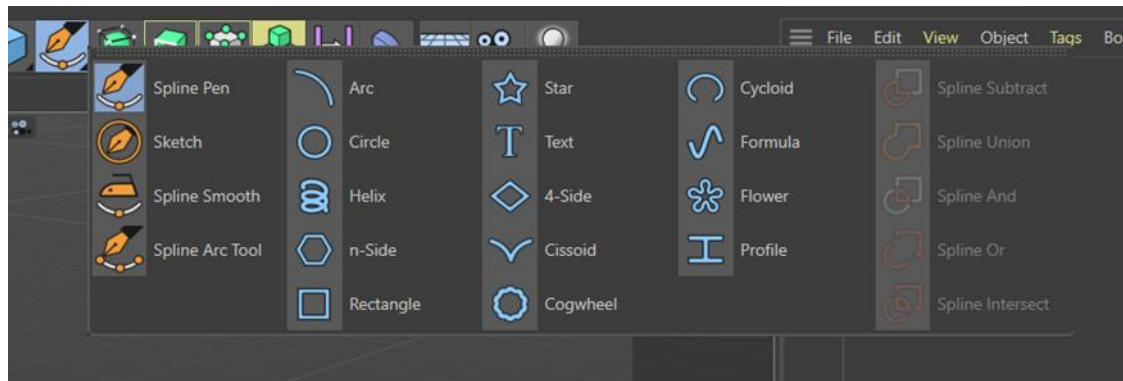 File Edit View Object Tags Bo
Spline Pen Arc Star Cycloid Spline Subtract
Sketch Circle Text Formula Spline Union
Spline Smooth Helix 4-Side Flower Spline And
Spline Arc Tool n-Side Cissoid Profile Spline Or
Rectangle Cogwheel Spline Intersect